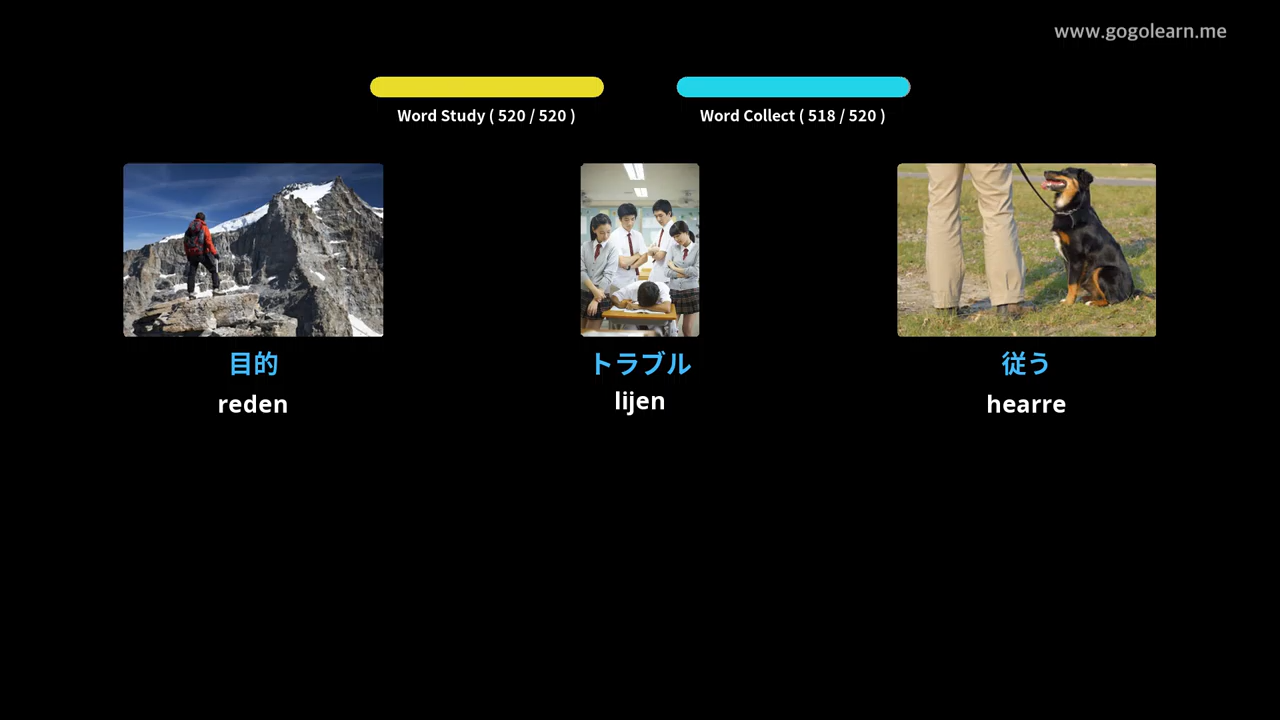 www.gogolearn.me
Word Study ( 520 / 520 )
Word Collect ( 518 / 520 )
目的
トラブル
従う
reden
lijen
hearre